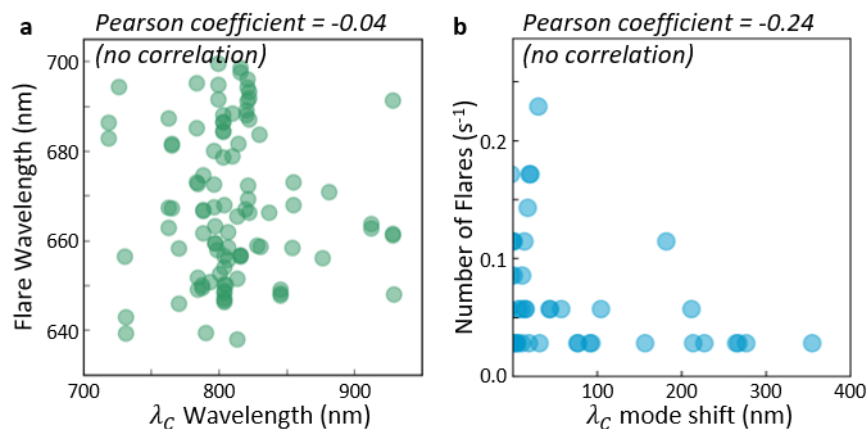 a
Pearson coefficient = -0.04
(no correlation)
700
680
660
640
Flare Wavelength (nm)
700
800
900
λC Wavelength (nm)
b
Pearson coefficient = -0.24
(no correlation)
0.2
0.1
0.0
Number of Flares (s-1)
100
200
300
400
λC mode shift (nm)